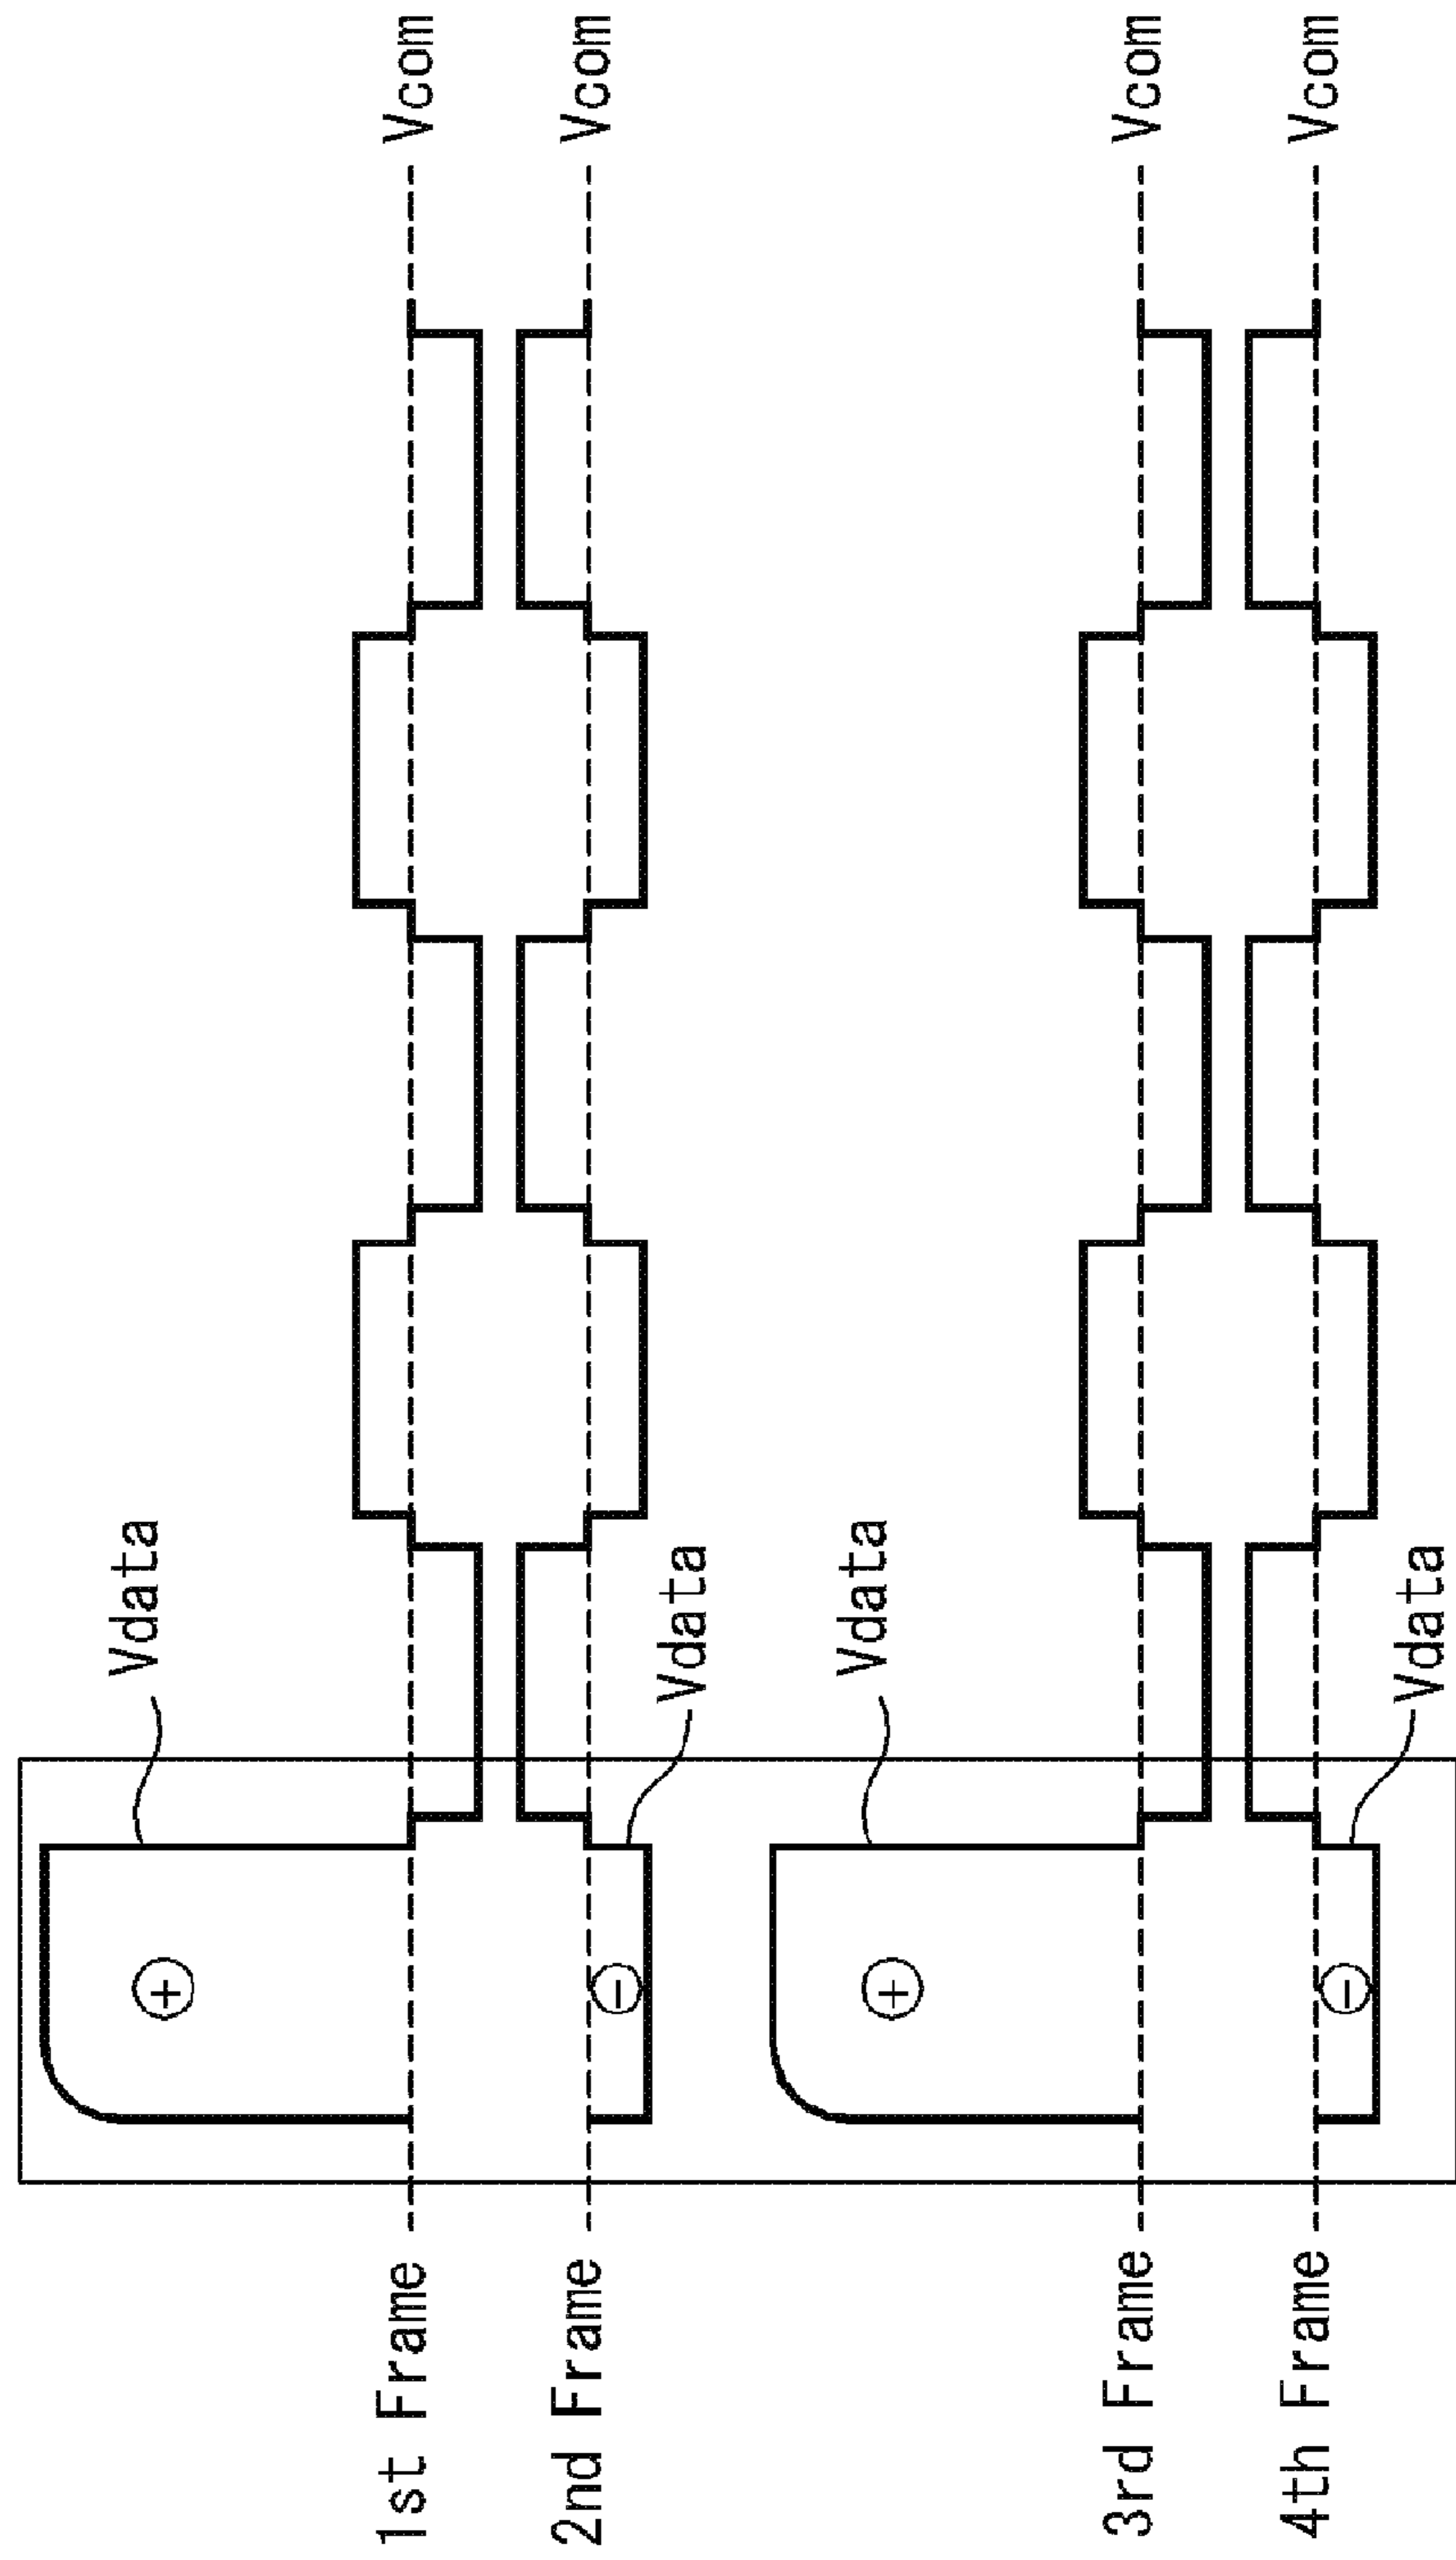 Vdata
+
1st Frame
Vcom
2nd Frame
Vcom
−
Vdata
Vdata
+
3rd Frame
Vcom
4th Frame
Vcom
−
Vdata